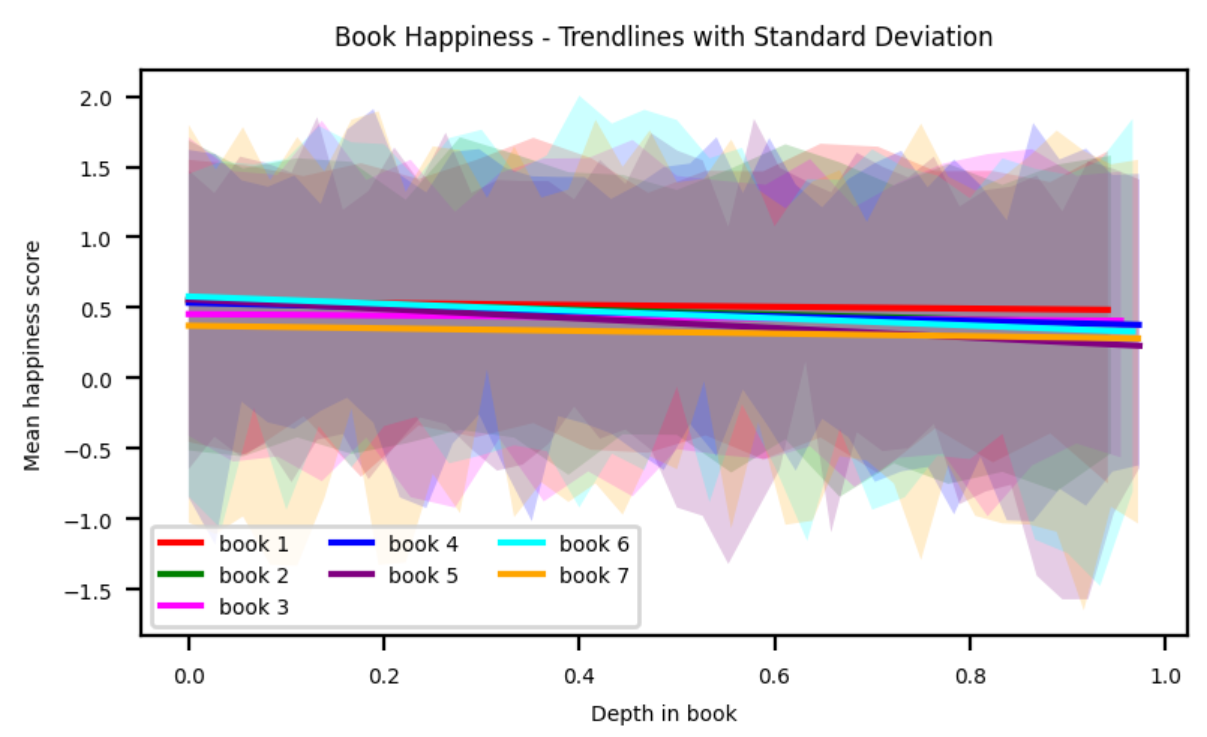 Book Happiness - Trendlines with Standard Deviation
Mean happiness score
2.0
1.5
1.0
0.5
0.0
−0.5
−1.0
−1.5
book 1
book 2
book 3
book 4
book 5
book 6
book 7
0.0
0.2
0.4
0.6
0.8
1.0
Depth in book